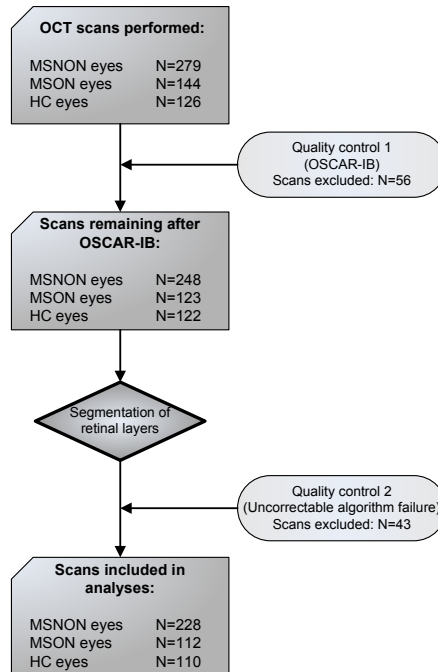 OCT scans performed:
MSNON eyes N=279
MSON eyes N=144
HC eyes N=126
Quality control 1
(OSCAR-IB)
Scans excluded: N=56
Scans remaining after
OSCAR-IB:
MSNON eyes N=248
MSON eyes N=123
HC eyes N=122
Segmentation of
retinal layers
Quality control 2
(Uncorrectable algorithm failure)
Scans excluded: N=43
Scans included in
analyses:
MSNON eyes N=228
MSON eyes N=112
HC eyes N=110